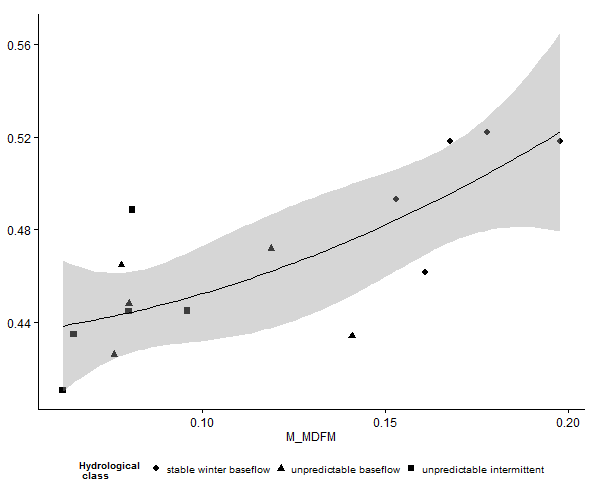 0.56
0.52
0.48
0.44
0.10 0.15 0.20
M_MDFM
Hydrological class stable winter baseflow unpredictable baseflow unpredictable intermittent